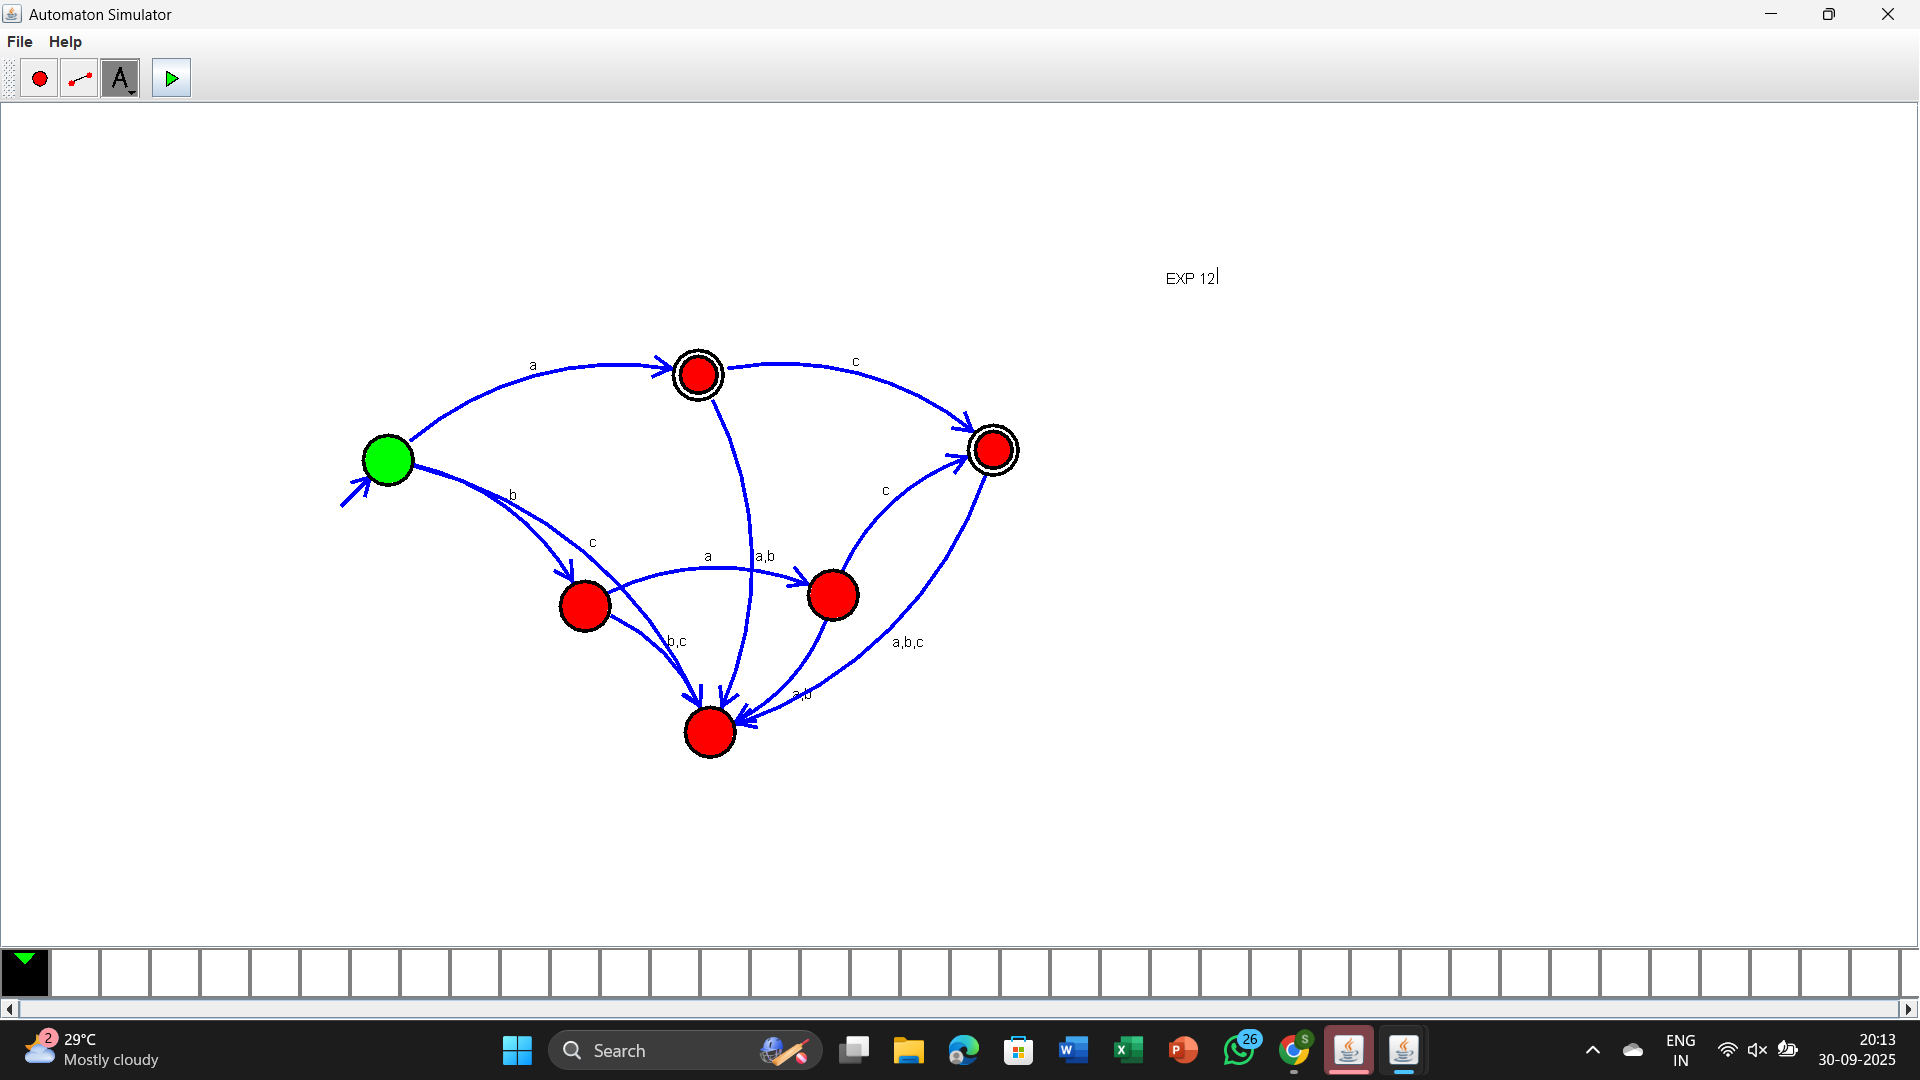 Automaton Simulator
File Help
A
EXP 12
a
c
b
c
c
a
a,b
b,c
a,b,c
a,b
2
29°C
Mostly cloudy
Search
W
X
P
26
S
ENG
IN
20:13
30-09-2025